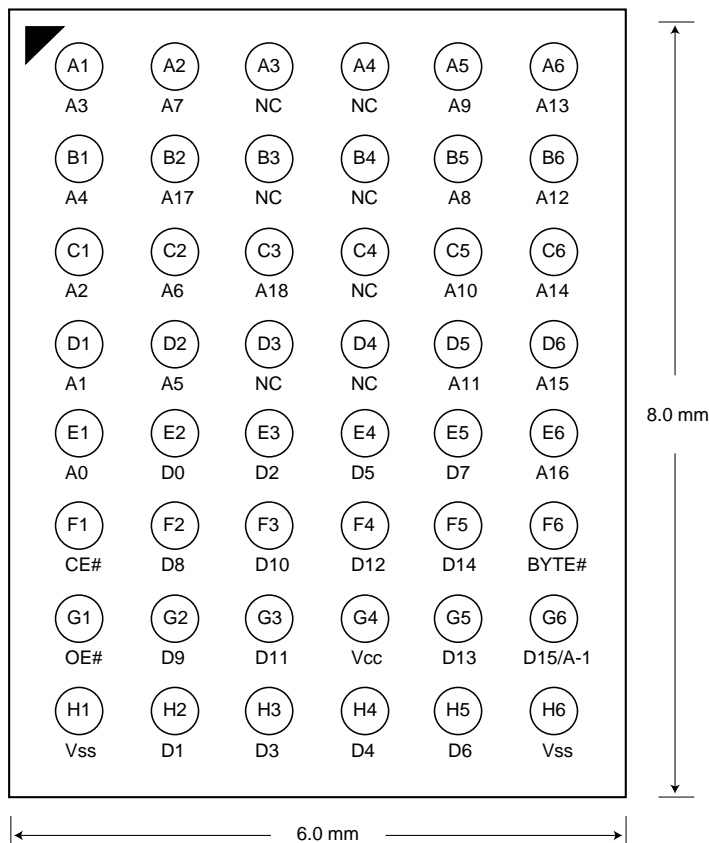 A1 A2 A3 A4 A5 A6
A3 A7 NC NC A9 A13
B1 B2 B3 B4 B5 B6
A4 A17 NC NC A8 A12
C1 C2 C3 C4 C5 C6
A2 A6 A18 NC A10 A14
D1 D2 D3 D4 D5 D6
A1 A5 NC NC A11 A15
8.0 mm
E1 E2 E3 E4 E5 E6
A0 D0 D2 D5 D7 A16
F1 F2 F3 F4 F5 F6
CE# D8 D10 D12 D14 BYTE#
G1 G2 G3 G4 G5 G6
OE# D9 D11 Vcc D13 D15/A-1
H1 H2 H3 H4 H5 H6
Vss D1 D3 D4 D6 Vss
6.0 mm